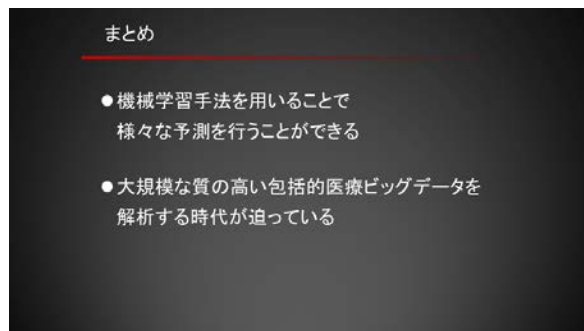 まとめ
●機械学習手法を用いることで
様々な予測を行うことができる
●大規模な質の高い包括的医療ビッグデータを
解析する時代が迫っている